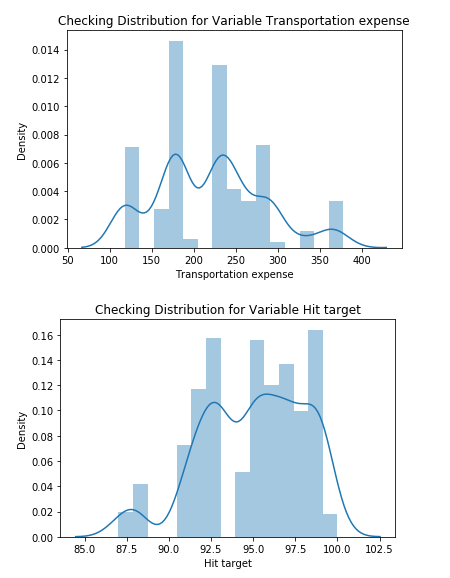 Checking Distribution for Variable Transportation expense
0.014
0.012
0.010
0.008
0.006
0.004
0.002
0.000
Density
50 100 150 200 250 300 350 400
Transportation expense
Checking Distribution for Variable Hit target
0.16
0.14
0.12
0.10
0.08
0.06
0.04
0.02
0.00
Density
85.0 87.5 90.0 92.5 95.0 97.5 100.0 102.5
Hit target